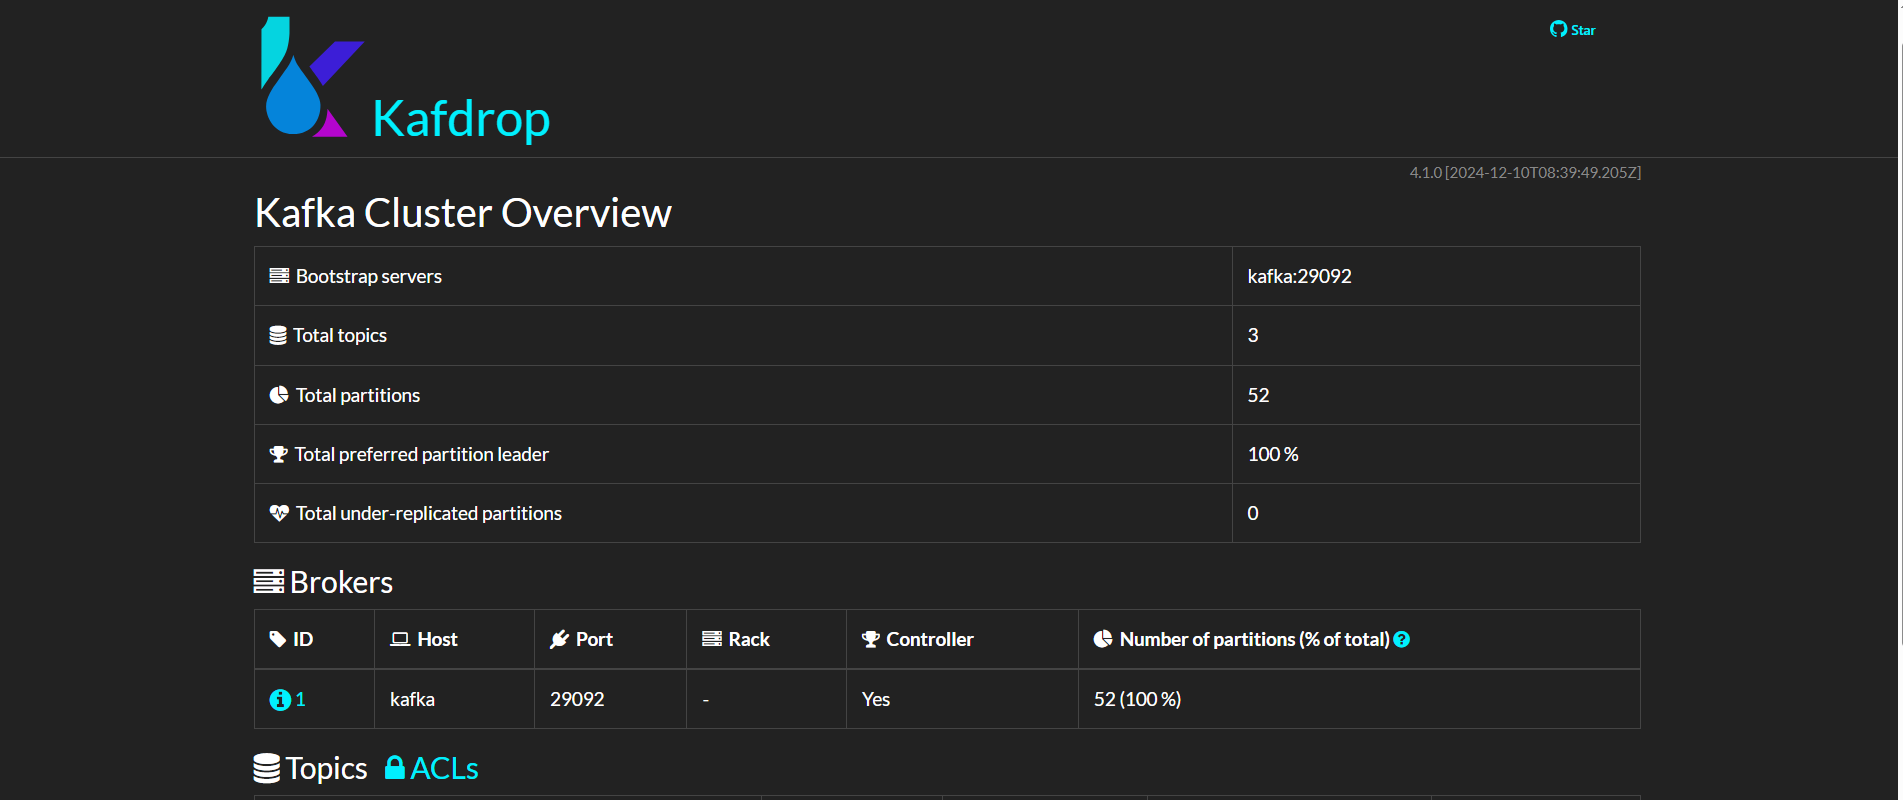 Star
Kafdrop
4.1.0 [2024-12-10T08:39:49.205Z]
Kafka Cluster Overview
Bootstrap servers kafka:29092
Total topics 3
Total partitions 52
Total preferred partition leader 100 %
Total under-replicated partitions 0
Brokers
ID Host Port Rack Controller Number of partitions (% of total)
1 kafka 29092 - Yes 52 (100 %)
Topics ACLs